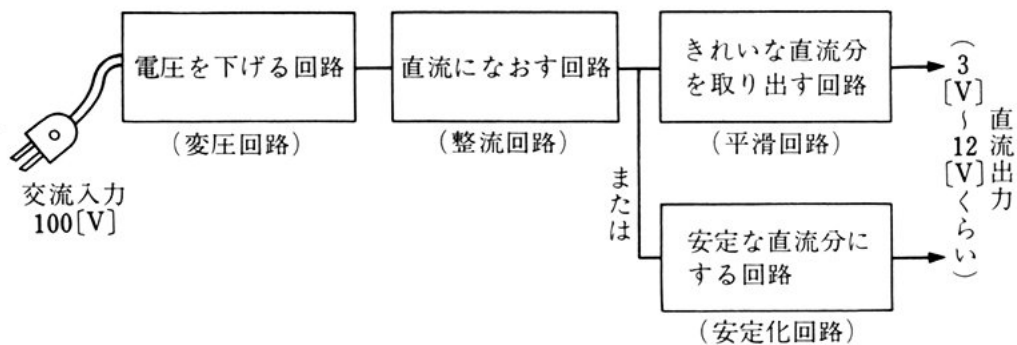 電圧を下げる回路
(変圧回路)
交流入力
100[V]
直流になおす回路
(整流回路)
きれいな直流分
を取り出す回路
(平滑回路)
または
安定な直流分に
する回路
(安定化回路)
直流出力
(3[V]~12[V]くらい)